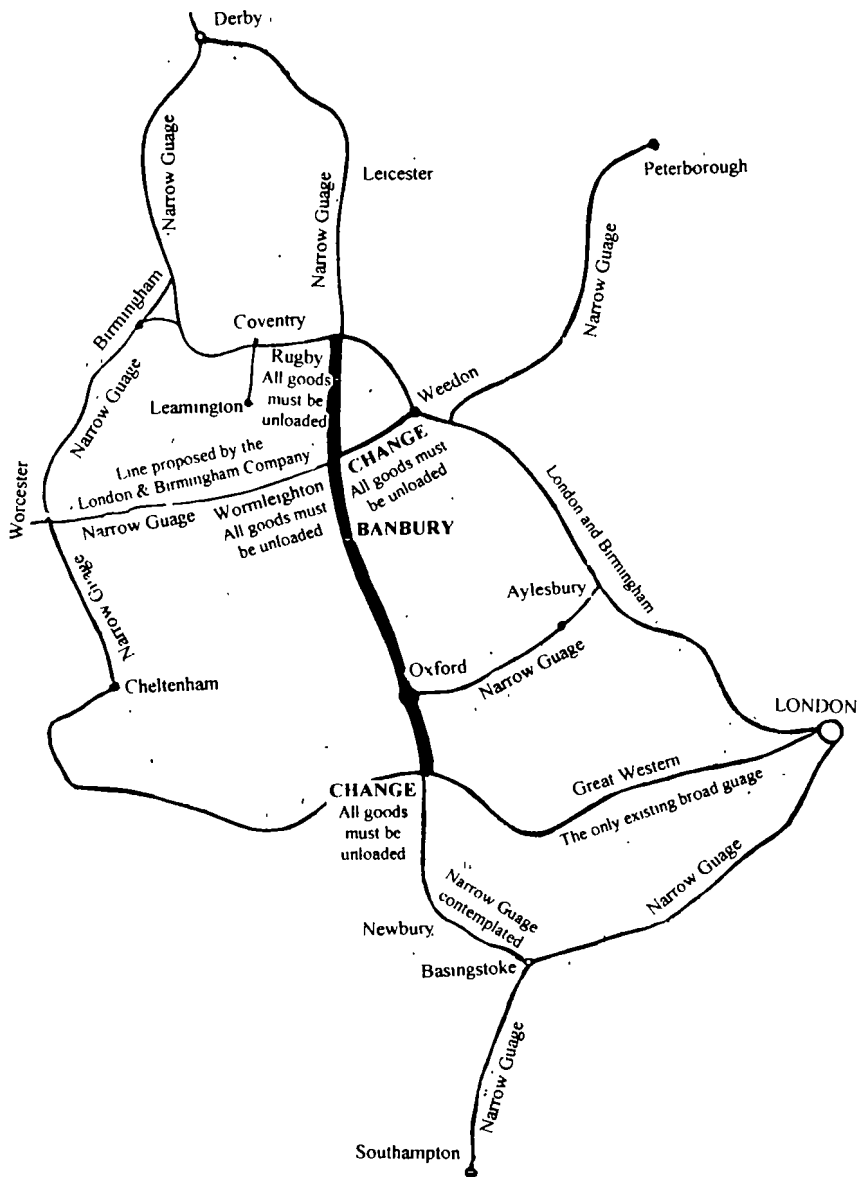 Derby
Narrow Guage
Narrow Guage
Leicester
Peterborough
Narrow Guage
Birmingham
Narrow Guage
Coventry
Rugby
All goods
must be
unloaded
Leamington
Weedon
Line proposed by the
London & Birmingham Company
CHANGE
All goods must
be unloaded
Worcester
Narrow Guage
Wormleighton
All goods must
be unloaded
BANBURY
London and Birmingham
Narrow Guage
Cheltenham
Aylesbury
Oxford
Narrow Guage
LONDON
CHANGE
All goods
must be
unloaded
Great Western
The only existing broad guage
Narrow Guage
Narrow Guage
contemplated
Newbury
Basingstoke
Narrow Guage
Southampton